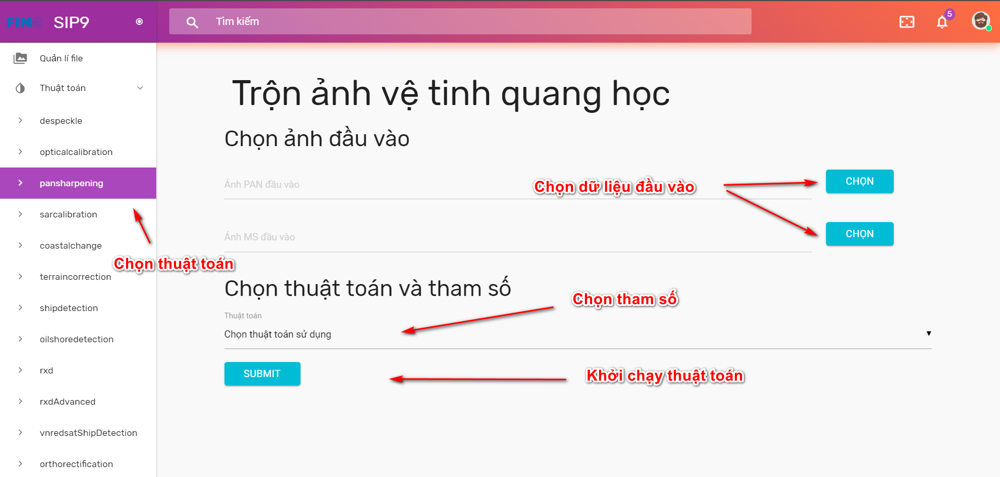 FIMO SIP9
Tìm kiếm
5
Quản lí file
Thuật toán
despeckle
opticalcalibration
pansharpening
sarcalibration
coastalchange
terraincorrection
shipdetection
oilshoredetection
rxd
rxdAdvanced
vnredsatShipDetection
orthorectification
Chọn thuật toán
Trộn ảnh vệ tinh quang học
Chọn ảnh đầu vào
Ảnh PAN đầu vào
Chọn dữ liệu đầu vào
CHỌN
Ảnh MS đầu vào
CHỌN
Chọn thuật toán và tham số
Chọn tham số
Thuật toán
Chọn thuật toán sử dụng
SUBMIT
Khởi chạy thuật toán